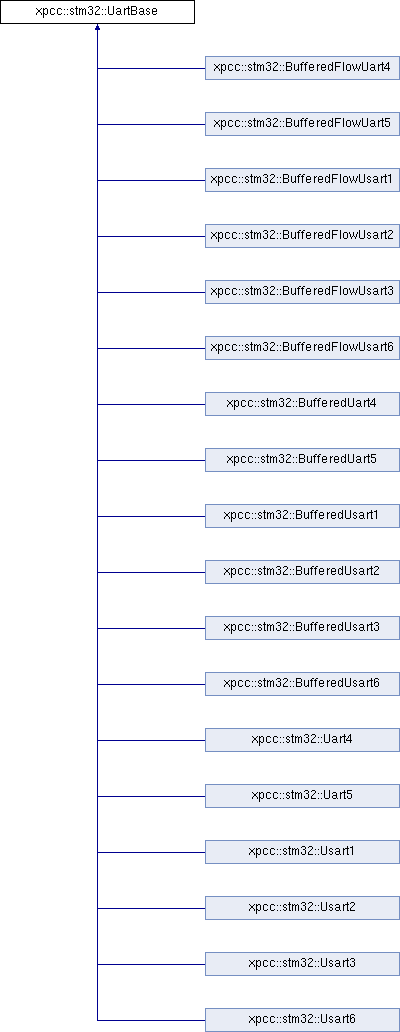 xpcc::stm32::UartBase
xpcc::stm32::BufferedFlowUart4
xpcc::stm32::BufferedFlowUart5
xpcc::stm32::BufferedFlowUsart1
xpcc::stm32::BufferedFlowUsart2
xpcc::stm32::BufferedFlowUsart3
xpcc::stm32::BufferedFlowUsart6
xpcc::stm32::BufferedUart4
xpcc::stm32::BufferedUart5
xpcc::stm32::BufferedUsart1
xpcc::stm32::BufferedUsart2
xpcc::stm32::BufferedUsart3
xpcc::stm32::BufferedUsart6
xpcc::stm32::Uart4
xpcc::stm32::Uart5
xpcc::stm32::Usart1
xpcc::stm32::Usart2
xpcc::stm32::Usart3
xpcc::stm32::Usart6